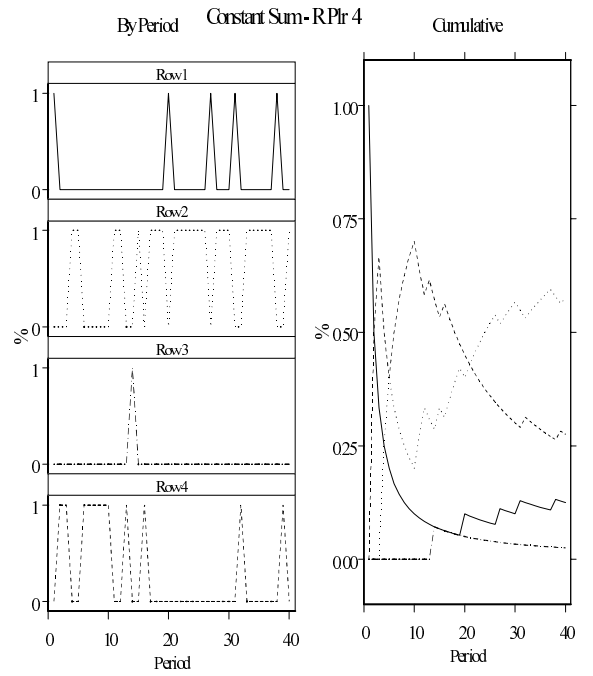 Constant Sum - R Plr 4
By Period
Row1
1
0
Row2
1
0
%
Row3
1
0
Row4
1
0
0 10 20 30 40
Period
Cumulative
1.00
0.75
0.50
0.25
0.00
%
0 10 20 30 40
Period